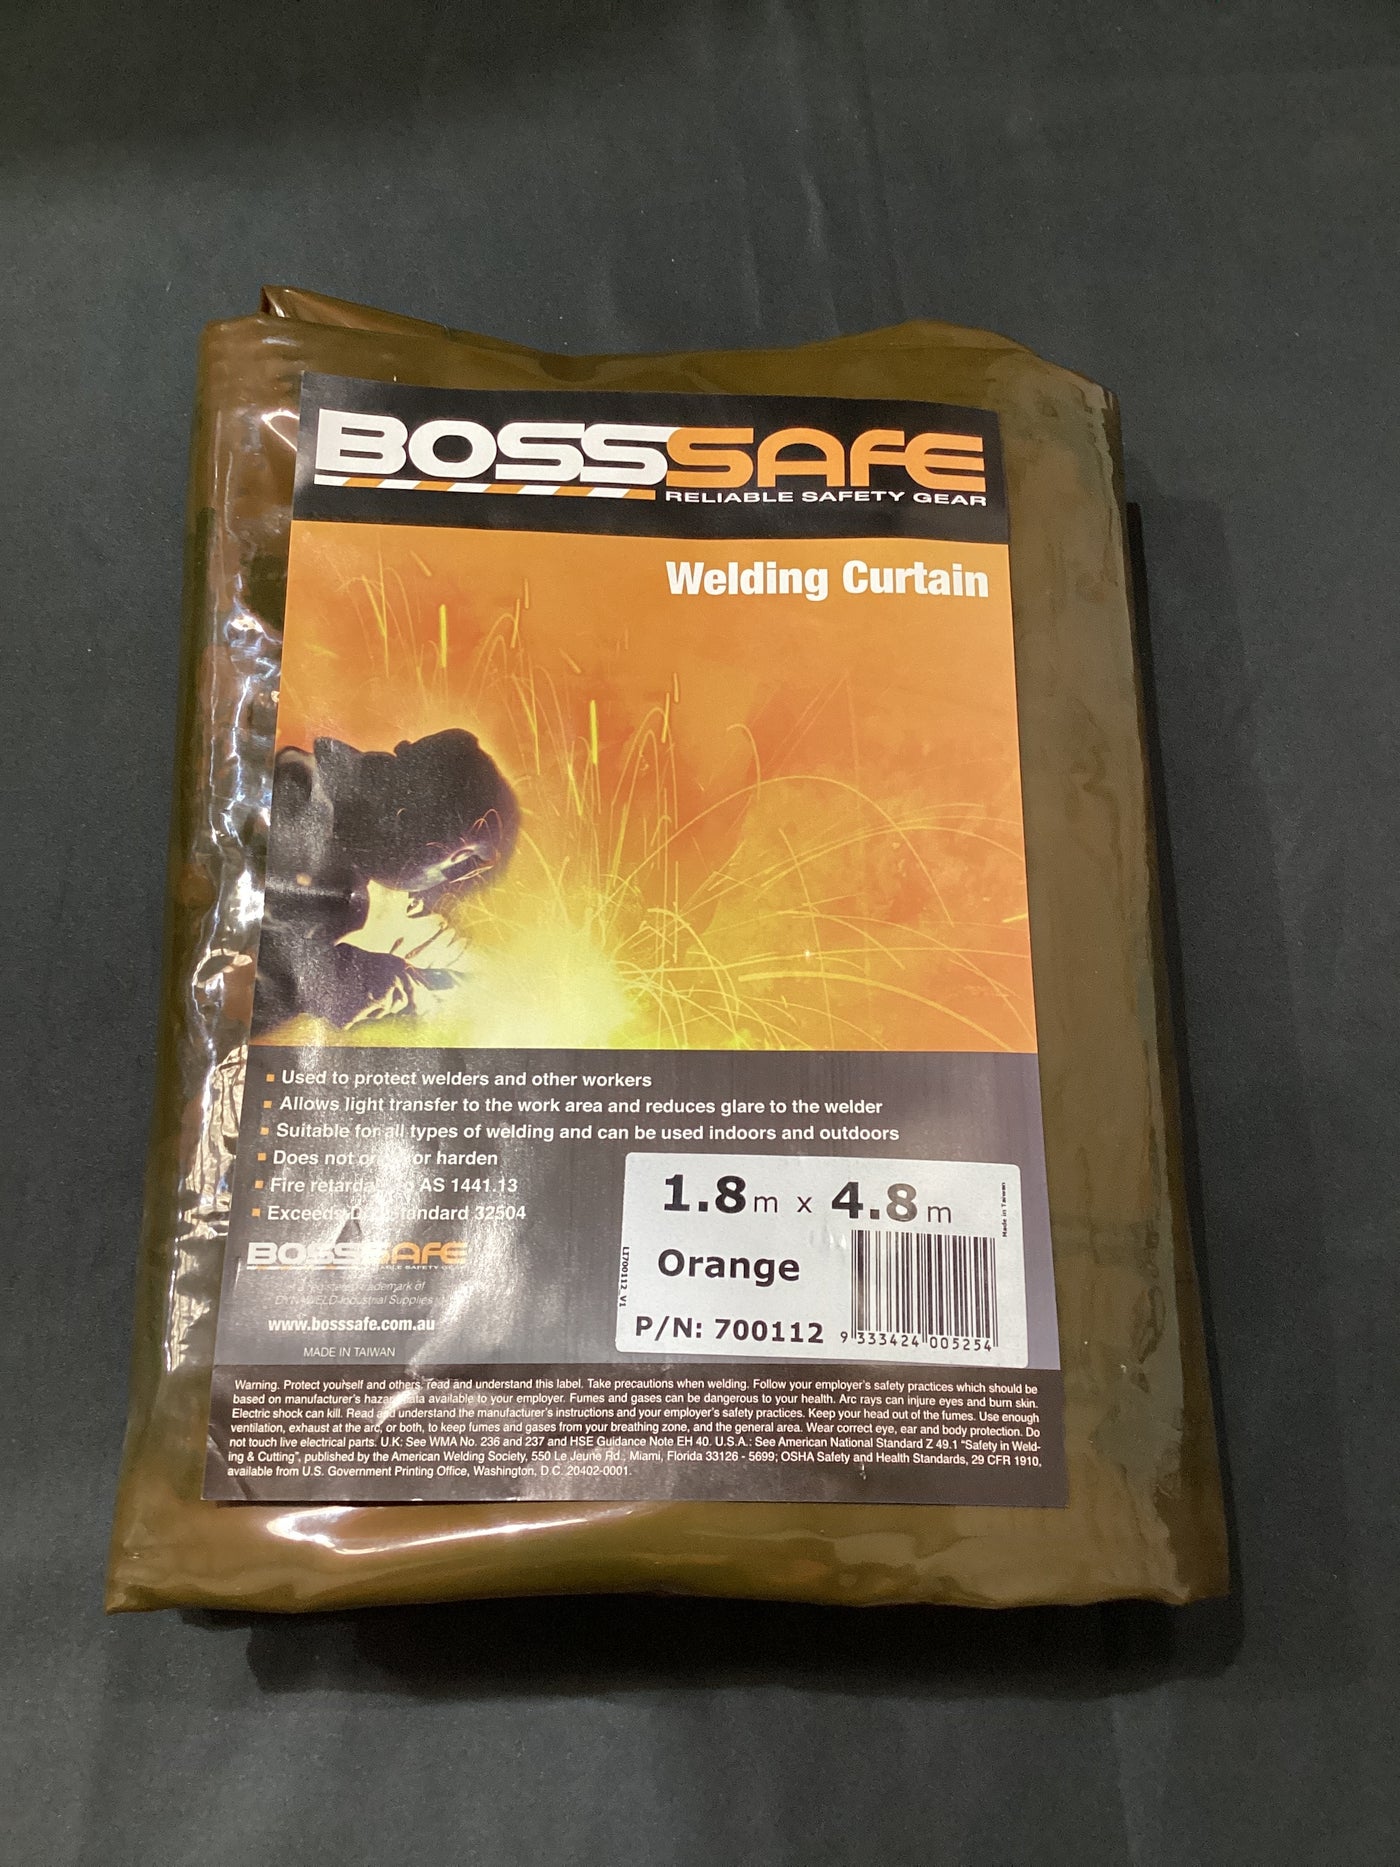 BOSSSAFE
RELIABLE SAFETY GEAR
Welding Curtain
Used to protect welders and other workers
Allows light transfer to the work area and reduces glare to the welder
Suitable for all types of welding and can be used indoors and outdoors
Does not or harden
Fire AS 1441.13
Exceeds 32504
BOSSSAFE
registered trademark of
DYNAWELD Industrial Supplies
www.bosssafe.com.au
MADE IN TAIWAN
1.8m x 4.8m
Orange
P/N: 700112
9 333424 005254
LT700112_V1
Made in Taiwan
Warning. Protect yourself and others, read and understand this label. Take precautions when welding. Follow your employer's safety practices which should be
based on manufacturer's hazard data available to your employer. Fumes and gases can be dangerous to your health. Arc rays can injure eyes and burn skin.
Electric shock can kill. Read and understand the manufacturer's instructions and your employer's safety practices. Keep your head out of the fumes. Use enough
ventilation, exhaust at the arc, or both, to keep fumes and gases from your breathing zone, and the general area. Wear correct eye, ear and body protection. Do
not touch live electrical parts. U.K: See WMA No. 236 and 237 and HSE Guidance Note EH 40. U.S.A.: See American National Standard Z 49.1 "Safety in Weld-
ing & Cutting", published by the American Welding Society, 550 Le Jeune Rd., Miami, Florida 33126 - 5699; OSHA Safety and Health Standards, 29 CFR 1910,
available from U.S. Government Printing Office, Washington, D.C. 20402-0001.